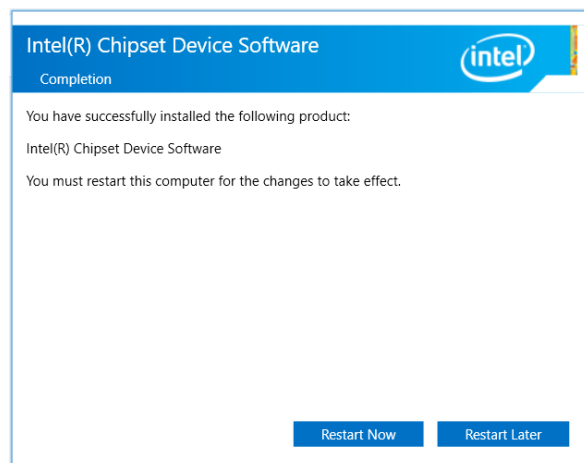 Intel(R) Chipset Device Software
Completion
intel
You have successfully installed the following product:
Intel(R) Chipset Device Software
You must restart this computer for the changes to take effect.
Restart Now
Restart Later